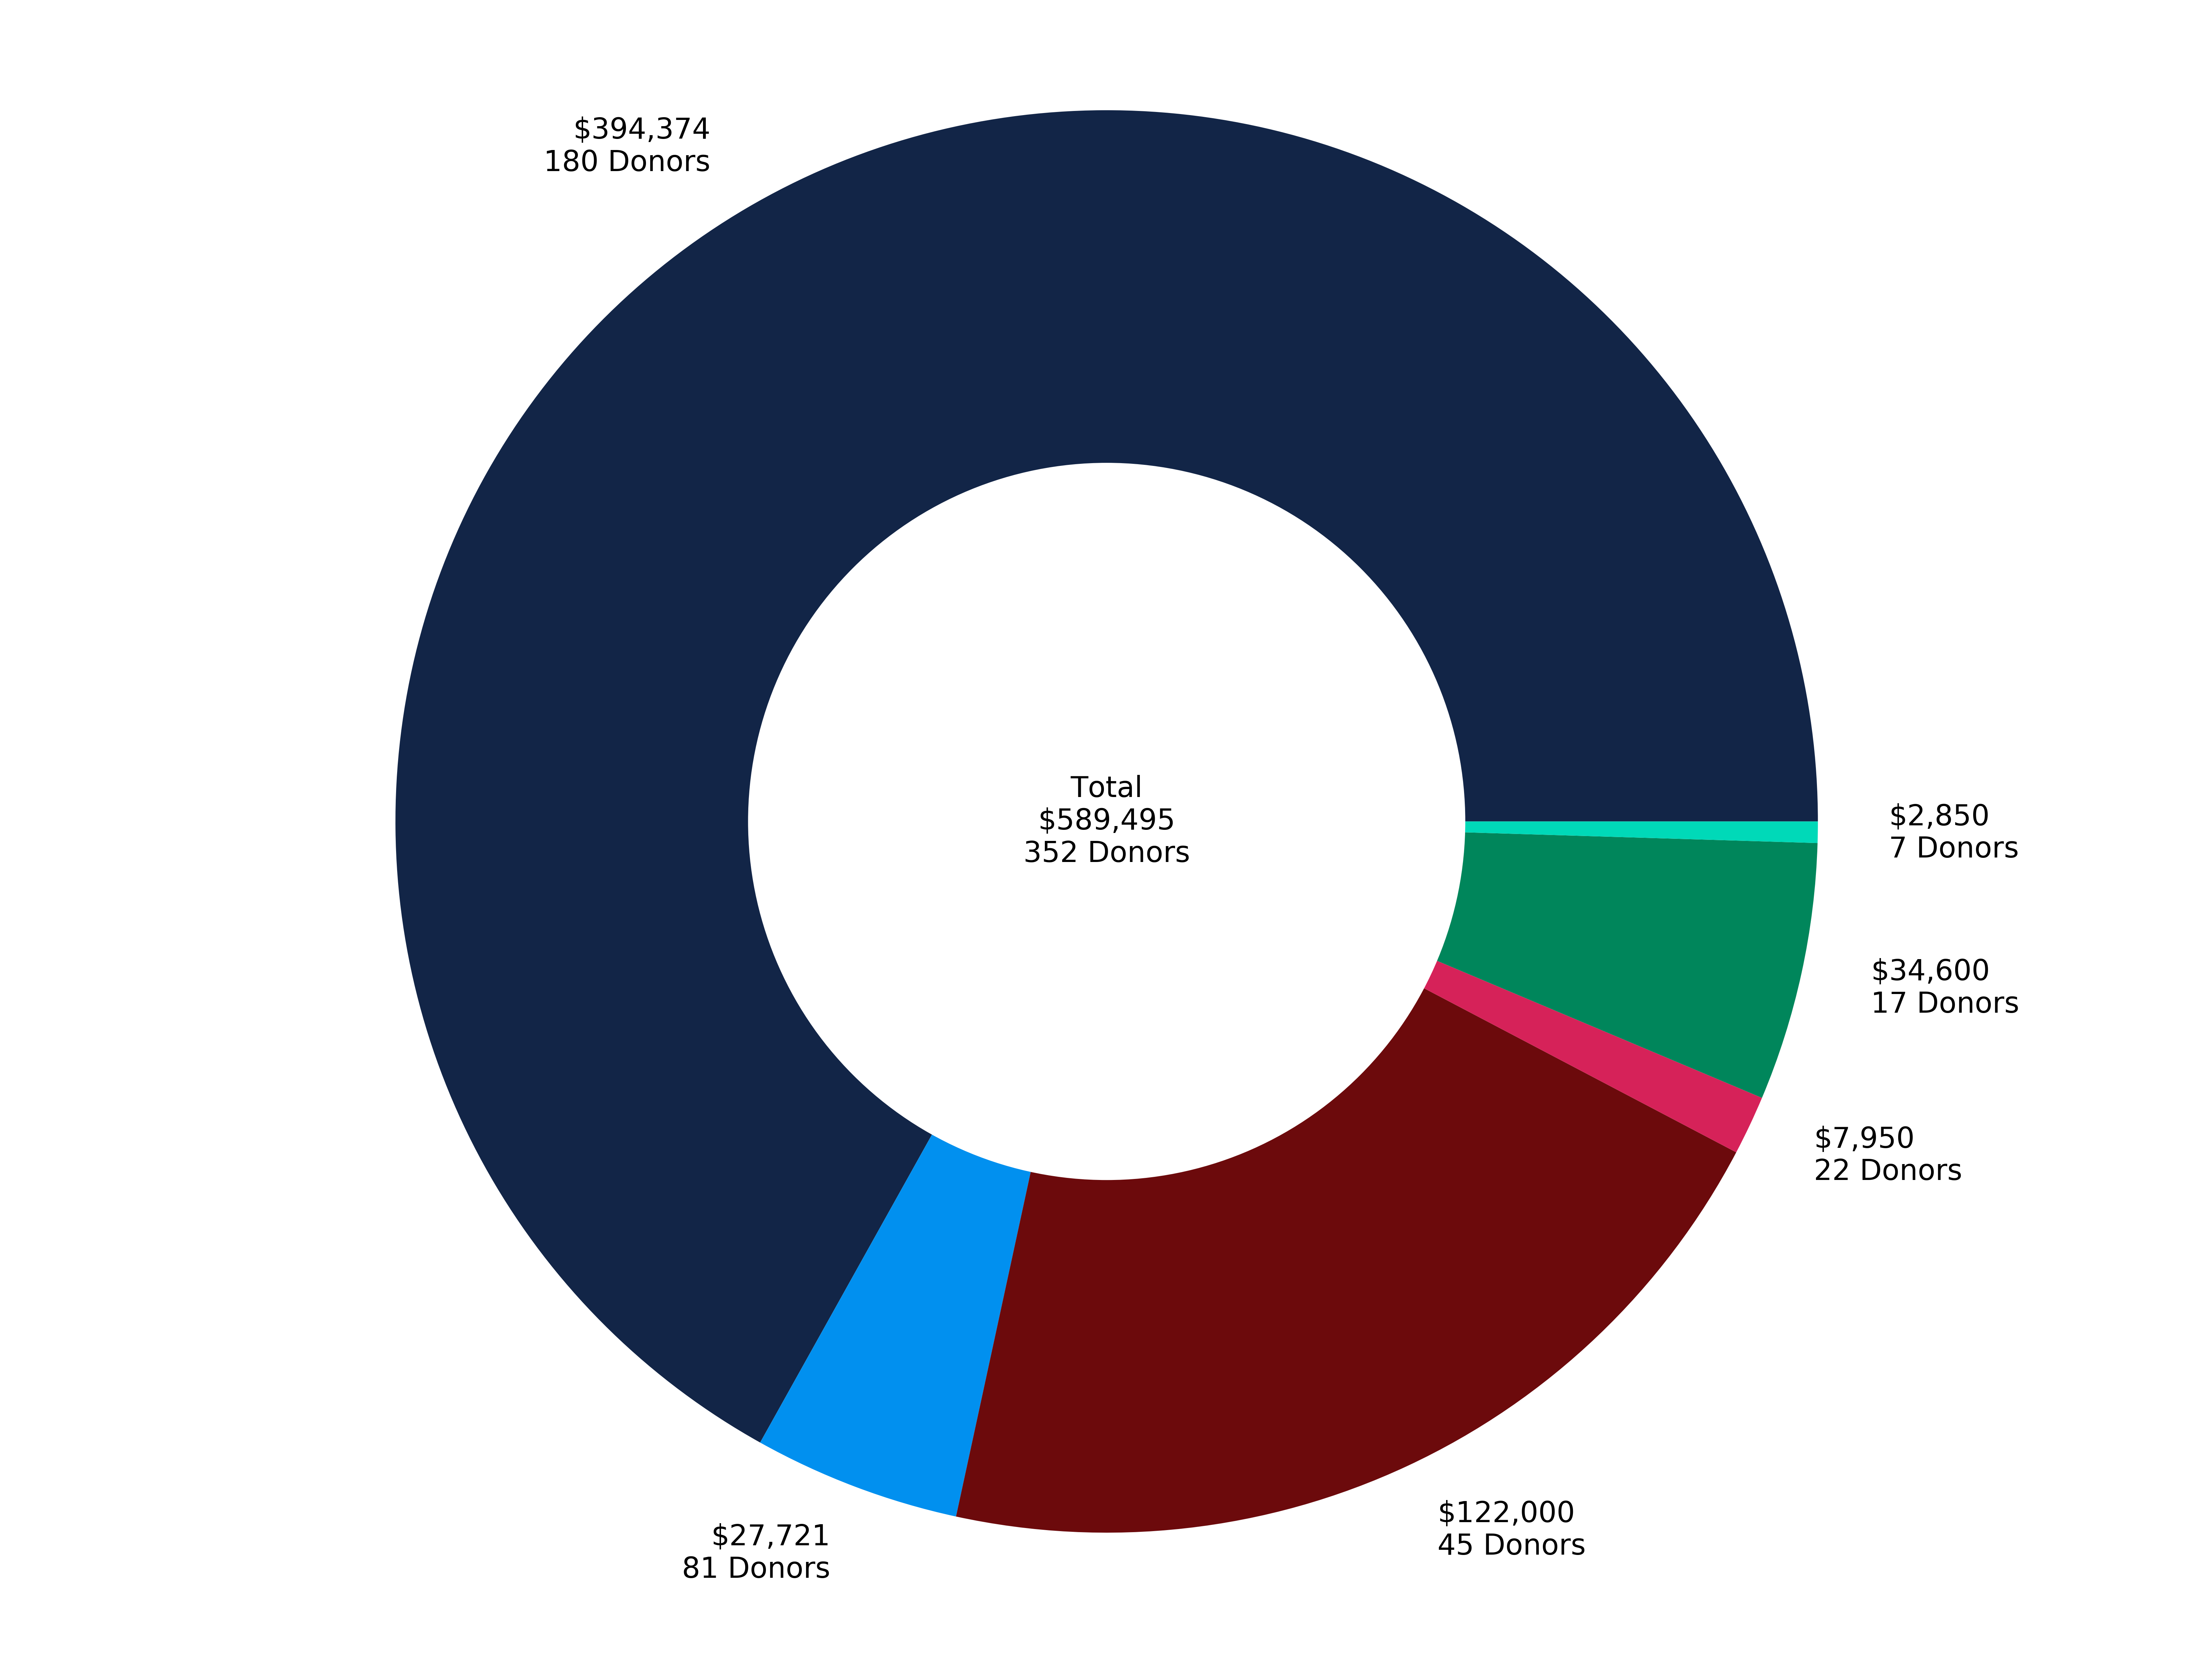 $394,374
180 Donors
Total
$589,495
352 Donors
$2,850
7 Donors
$34,600
17 Donors
$7,950
22 Donors
$122,000
45 Donors
$27,721
81 Donors